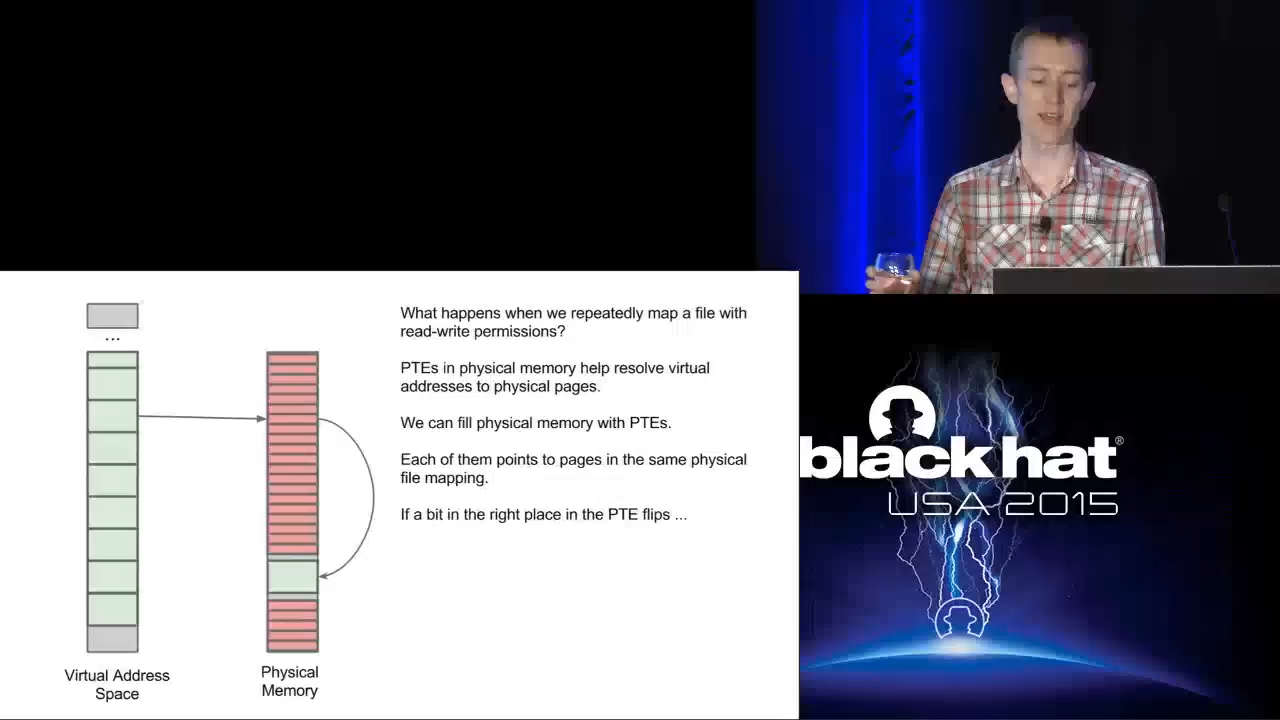 What happens when we repeatedly map a file with
read-write permissions?
PTEs in physical memory help resolve virtual
addresses to physical pages.
We can fill physical memory with PTEs.
Each of them points to pages in the same physical
file mapping.
If a bit in the right place in the PTE flips ...
...
Virtual Address
Space
Physical
Memory
black hat®
USA 2015